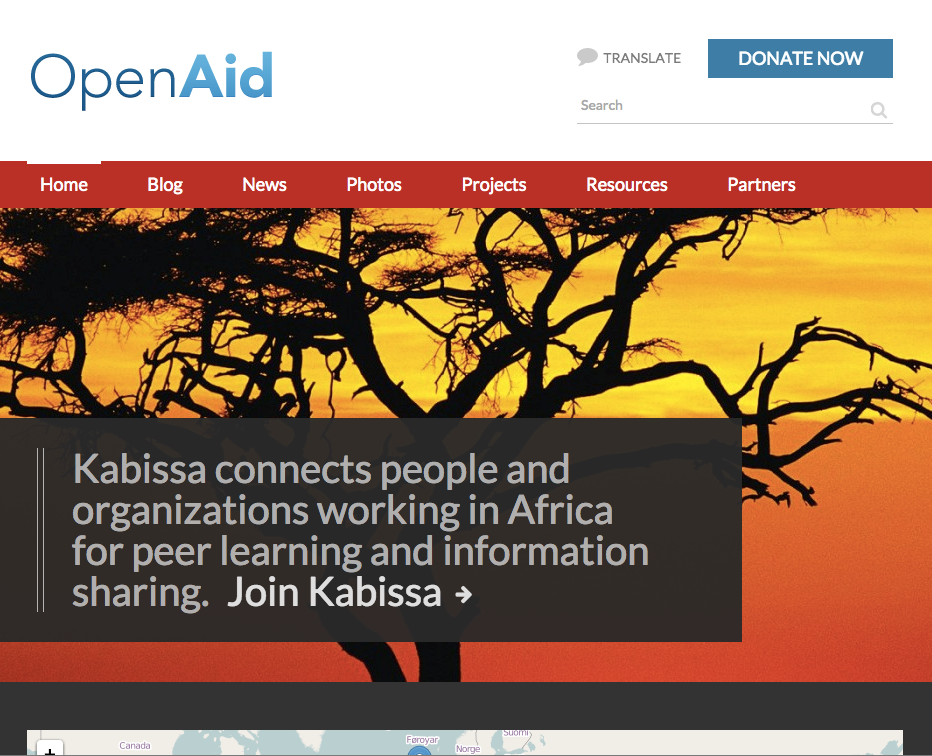 OpenAid
TRANSLATE
DONATE NOW
Search
Home Blog News Photos Projects Resources Partners
Kabissa connects people and
organizations working in Africa
for peer learning and information
sharing. Join Kabissa →
+
Canada
Føroyar
Norge
Suomi